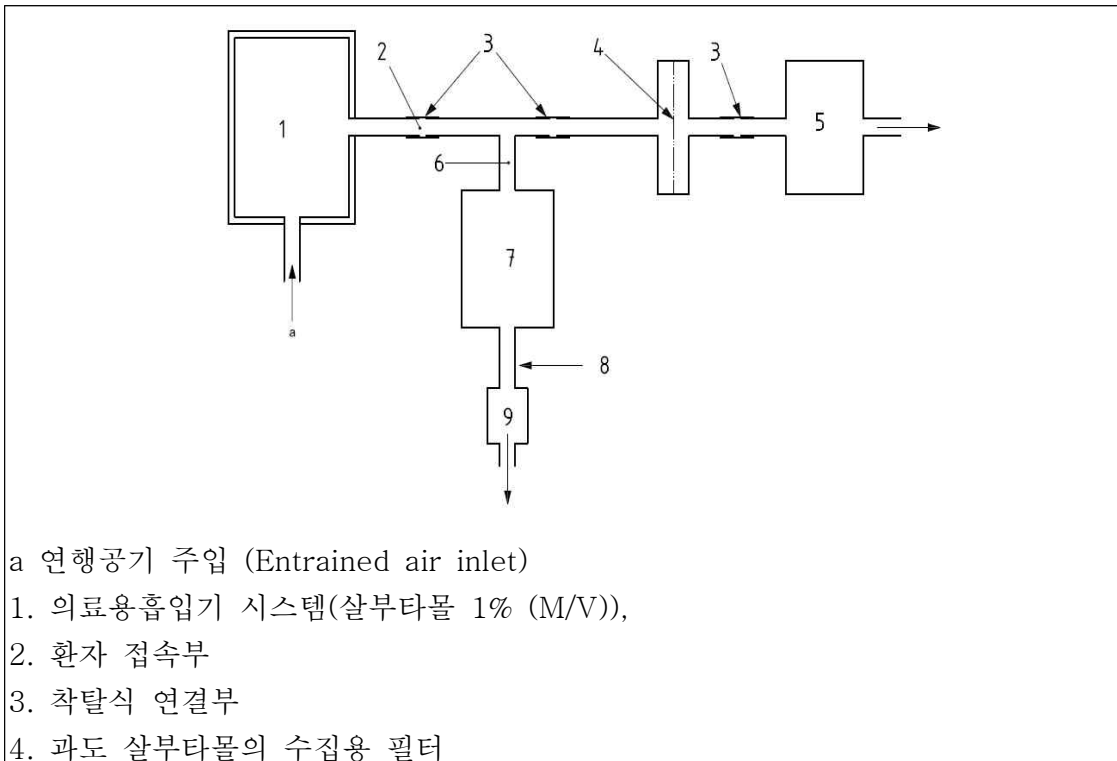 2
3
4
3
1
5
6
7
a
8
9
a 연행공기 주입 (Entrained air inlet)
1. 의료용흡입기 시스템(살부타몰 1% (M/V)),
2. 환자 접속부
3. 착탈식 연결부
4. 과도 살부타몰의 수집용 필터